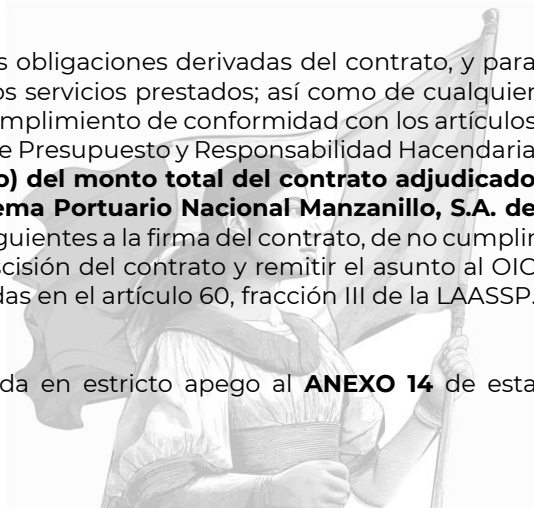 s obligaciones derivadas del contrato, y para
os servicios prestados; así como de cualquier
mplimiento de conformidad con los artículos
e Presupuesto y Responsabilidad Hacendaria
o) del monto total del contrato adjudicado
ema Portuario Nacional Manzanillo, S.A. de
guientes a la firma del contrato, de no cumplir
scisión del contrato y remitir el asunto al OIC
das en el artículo 60, fracción III de la LAASSP.
da en estricto apego al ANEXO 14 de esta